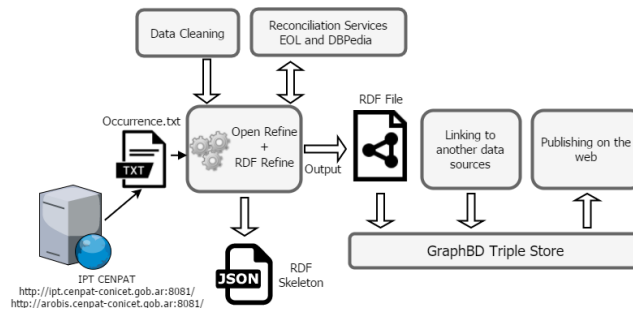 Data Cleaning
Reconciliation Services
EOL and DBPedia
Occurrence.txt
TXT
Open Refine
+
RDF Refine
Output
RDF File
Linking to
another data
sources
Publishing on the
web
GraphBD Triple Store
JSON
RDF
Skeleton
IPT CENPAT
http://ipt.cenpat-conicet.gob.ar:8081/
http://arobis.cenpat-conicet.gob.ar:8081/